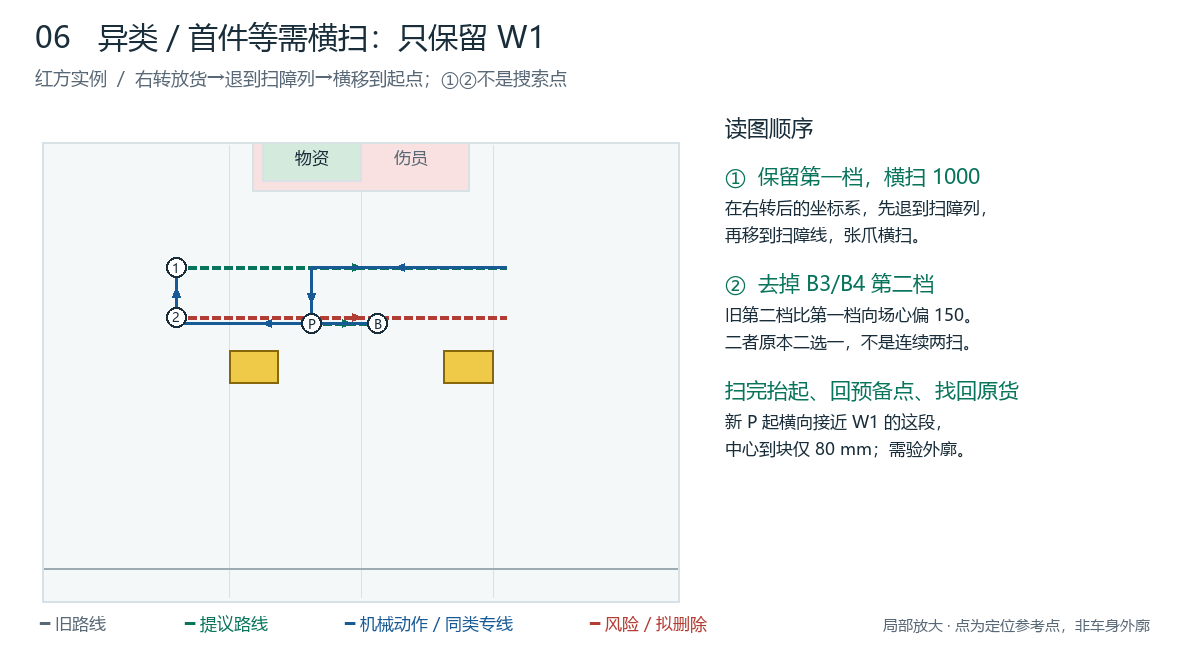 06 异类 / 首件等需横扫：只保留 W1
红方实例 / 右转放货→退到扫障列→横移到起点；①②不是搜索点
物资
伤员
1
2
P
B
读图顺序
① 保留第一档，横扫 1000
在右转后的坐标系，先退到扫障列，
再移到扫障线，张爪横扫。
② 去掉 B3/B4 第二档
旧第二档比第一档向场心偏 150。
二者原本二选一，不是连续两扫。
扫完抬起、回预备点、找回原货
新 P 起横向接近 W1 的这段，
中心到块仅 80 mm；需验外廓。
旧路线
提议路线
机械动作 / 同类专线
风险 / 拟删除
局部放大 · 点为定位参考点，非车身外廓